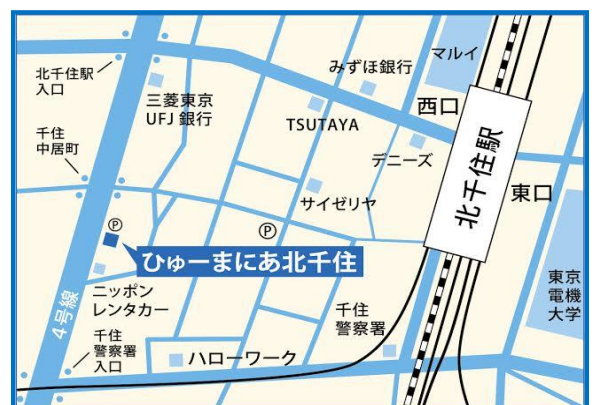 マルイ
みずほ銀行
北千住駅
入口
三菱東京
UFJ銀行
西口
TSUTAYA
千住
中居町
デニーズ
北千住駅
東口
サイゼリヤ
Ⓟ
Ⓟ
ひゅーまにあ北千住
ニッポン
レンタカー
4号線
東京
電機
大学
千住
警察署
千住
警察署
入口
ハローワーク